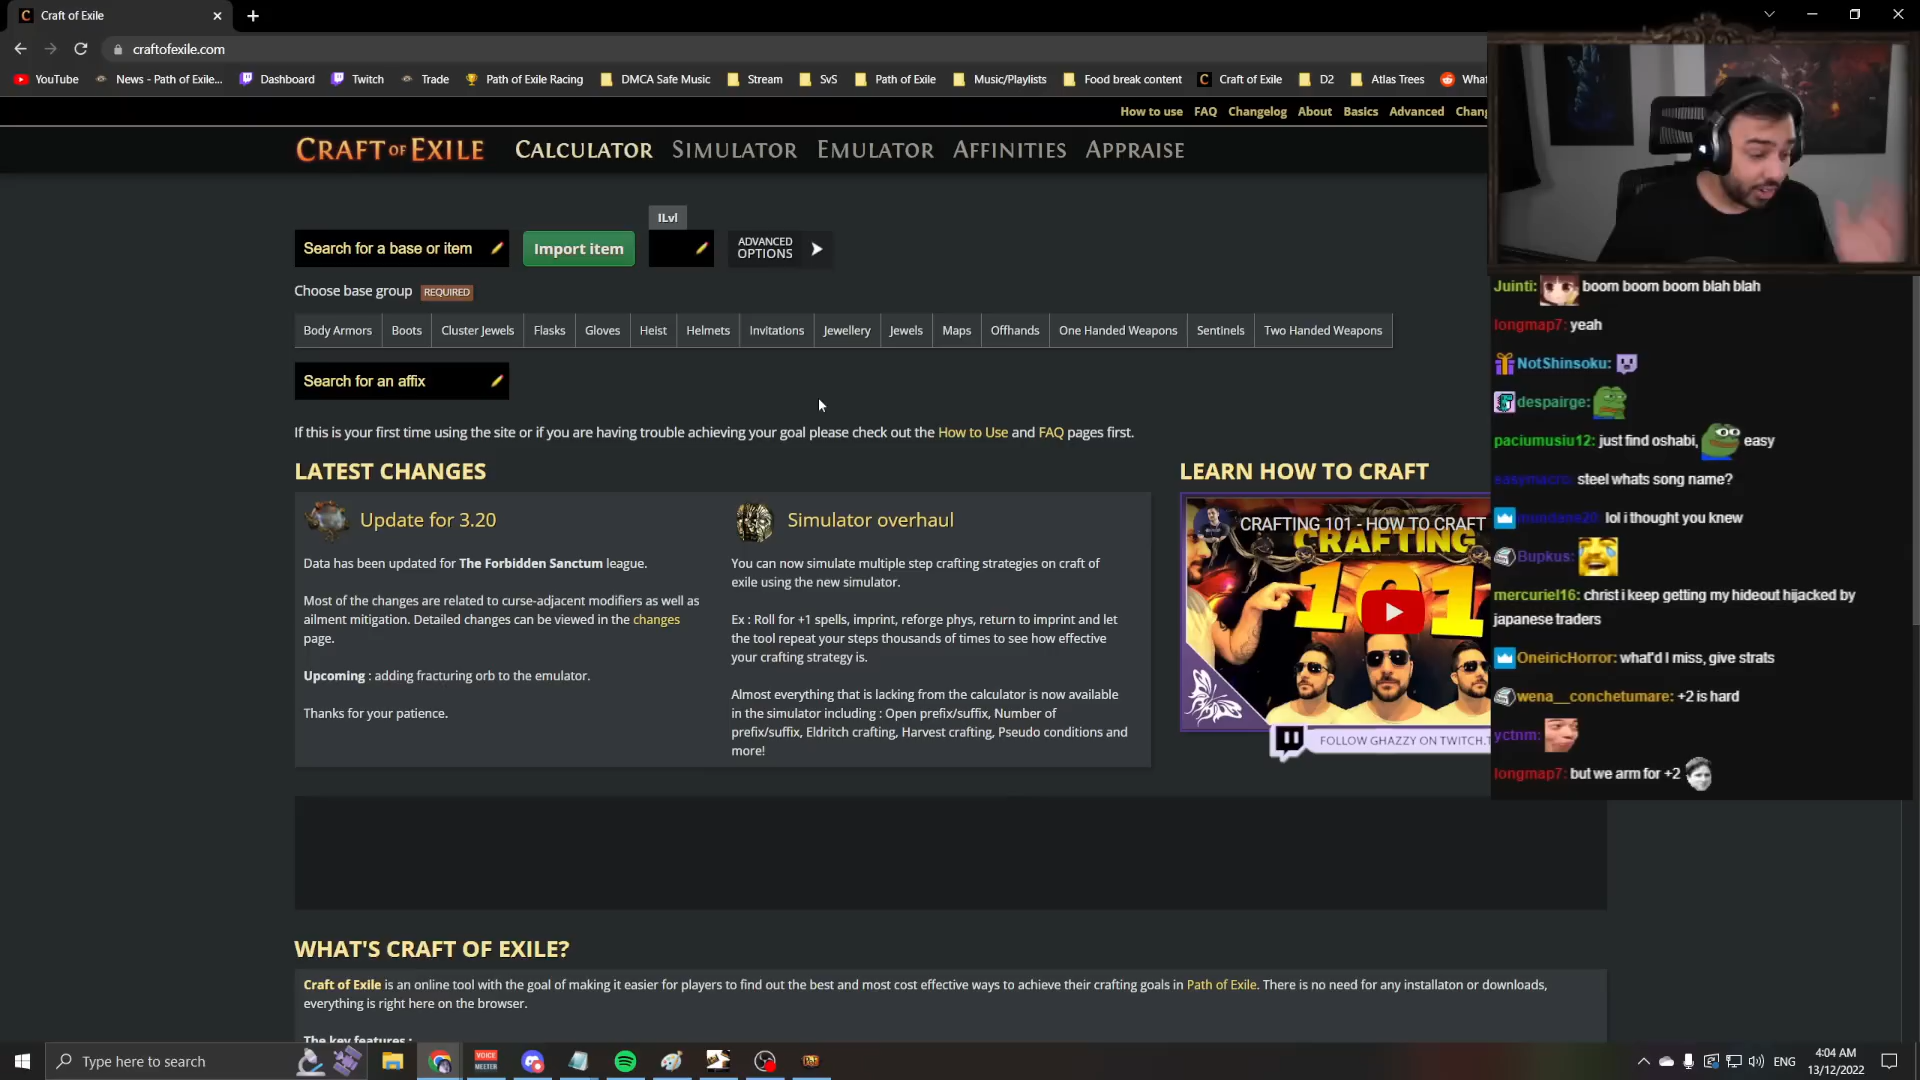 Craft of Exile
craftofexile.com
YouTube
News - Path of Exile...
Dashboard
Twitch
Trade
Path of Exile Racing
DMCA Safe Music
Stream
SvS
Path of Exile
Music/Playlists
Food break content
Craft of Exile
D2
Atlas Trees
What
How to use FAQ Changelog About Basics Advanced Chang
CRAFT OF EXILE CALCULATOR SIMULATOR EMULATOR AFFINITIES APPRAISE
ILvl
Search for a base or item
Import item
ADVANCED
OPTIONS
Choose base group REQUIRED
Body Armors Boots Cluster Jewels Flasks Gloves Heist Helmets Invitations Jewellery Jewels Maps Offhands One Handed Weapons Sentinels Two Handed Weapons
Search for an affix
If this is your first time using the site or if you are having trouble achieving your goal please check out the How to Use and FAQ pages first.
LATEST CHANGES
Update for 3.20
Data has been updated for The Forbidden Sanctum league.
Most of the changes are related to curse-adjacent modifiers as well as
ailment mitigation. Detailed changes can be viewed in the changes
page.
Upcoming : adding fracturing orb to the emulator.
Thanks for your patience.
Simulator overhaul
You can now simulate multiple step crafting strategies on craft of
exile using the new simulator.
Ex : Roll for +1 spells, imprint, reforge phys, return to imprint and let
the tool repeat your steps thousands of times to see how effective
your crafting strategy is.
Almost everything that is lacking from the calculator is now available
in the simulator including : Open prefix/suffix, Number of
prefix/suffix, Eldritch crafting, Harvest crafting, Pseudo conditions and
more!
LEARN HOW TO CRAFT
CRAFTING 101 - HOW TO CRAFT
CRAFTING
101
FOLLOW GHAZZY ON TWITCH.T
Juinti: boom boom boom blah blah
longmap7: yeah
NotShinsoku:
despairge:
paciumusiu12: just find oshabi, easy
easymacro: steel whats song name?
lol i thought you knew
Bupkus:
mercuriel16: christ i keep getting my hideout hijacked by
japanese traders
OneiricHorror: what'd I miss, give strats
wena__conchetumare: +2 is hard
yctnm:
longmap7: but we arm for +2
WHAT'S CRAFT OF EXILE?
Craft of Exile is an online tool with the goal of making it easier for players to find out the best and most cost effective ways to achieve their crafting goals in Path of Exile. There is no need for any installaton or downloads,
everything is right here on the browser.
The key features :
Type here to search
VOICE
MEETER
ENG
4:04 AM
13/12/2022